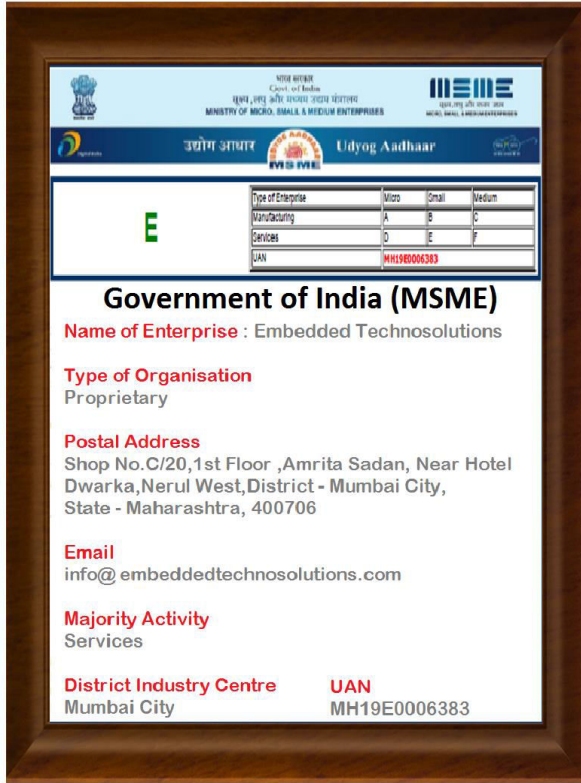 भारत सरकार
Govt. of India
सूक्ष्म ,लघु और मध्यम उद्यम मंत्रालय
MINISTRY OF MICRO, SMALL & MEDIUM ENTERPRISES
उद्योग आधार
Udyog Aadhaar
MSME
E
Type of Enterprise Micro Small Medium
Manufacturing A B C
Services D E F
UAN MH19E0006383
Government of India (MSME)
Name of Enterprise : Embedded Technosolutions
Type of Organisation
Proprietary
Postal Address
Shop No.C/20,1st Floor ,Amrita Sadan, Near Hotel
Dwarka,Nerul West,District - Mumbai City,
State - Maharashtra, 400706
Email
info@ embeddedtechnosolutions.com
Majority Activity
Services
District Industry Centre UAN
Mumbai City MH19E0006383